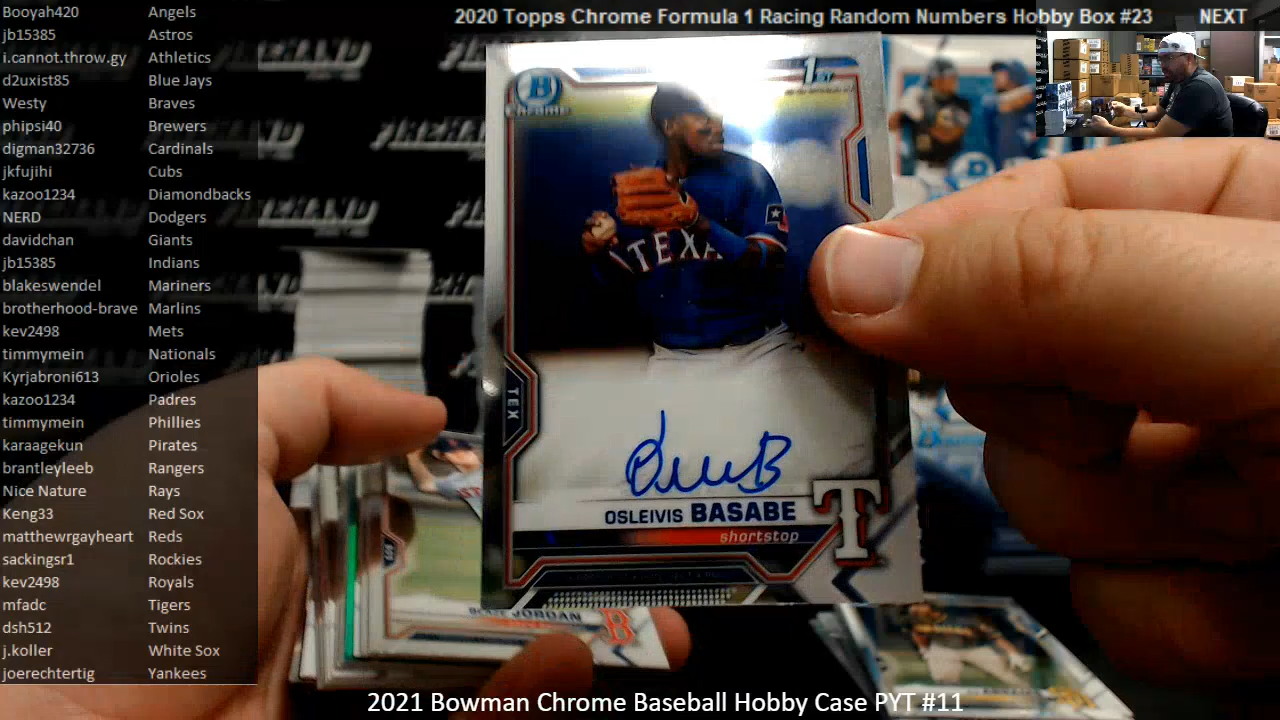 2020 Topps Chrome Formula 1 Racing Random Numbers Hobby Box #23 NEXT
Booyah420 Angels
jb15385 Astros
i.cannot.throw.gy Athletics
d2uxist85 Blue Jays
Westy Braves
phipsi40 Brewers
digman32736 Cardinals
jkfujihi Cubs
kazoo1234 Diamondbacks
NERD Dodgers
davidchan Giants
jb15385 Indians
blakeswendel Mariners
brotherhood-brave Marlins
kev2498 Mets
timmymein Nationals
Kyrjabroni613 Orioles
kazoo1234 Padres
timmymein Phillies
karaagekun Pirates
brantleyleeb Rangers
Nice Nature Rays
Keng33 Red Sox
matthewrgayheart Reds
sackingsr1 Rockies
kev2498 Royals
mfadc Tigers
dsh512 Twins
j.koller White Sox
joerechtertig Yankees
B
Chrome
1st
TEXA
TEX
OSLEIVIS BASABE
shortstop
T
BOS
JORDAN
B
2021 Bowman Chrome Baseball Hobby Case PYT #11